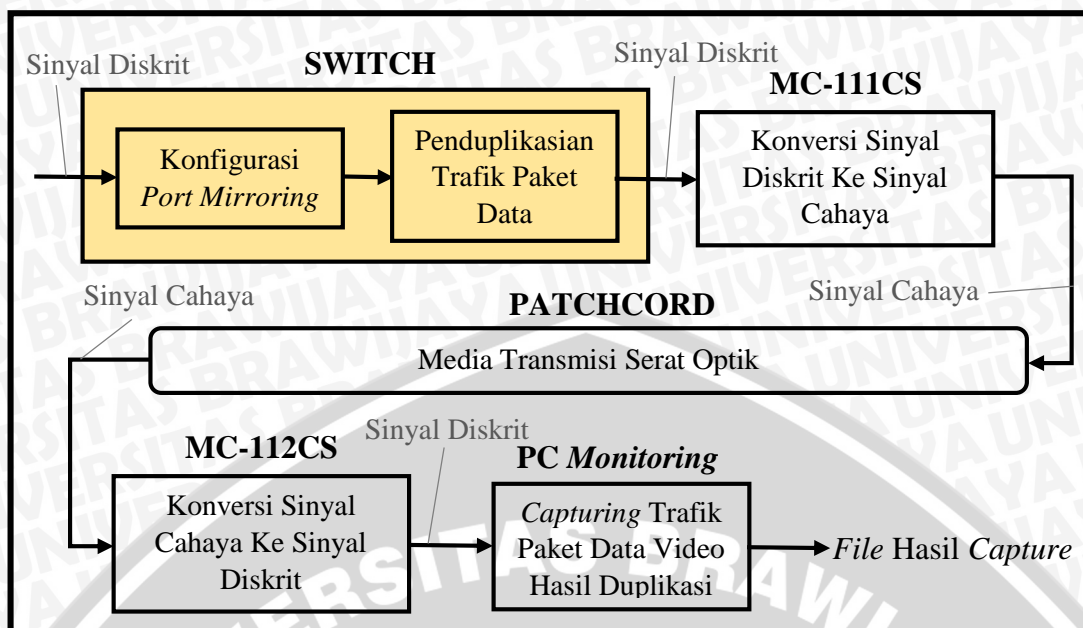 Sinyal Diskrit
SWITCH
Sinyal Diskrit
MC-111CS
Konfigurasi
Port Mirroring
Penduplikasian
Trafik Paket
Data
Konversi Sinyal
Diskrit Ke Sinyal
Cahaya
Sinyal Cahaya
Sinyal Cahaya
PATCHCORD
Media Transmisi Serat Optik
MC-112CS
Sinyal Diskrit
PC Monitoring
Konversi Sinyal
Cahaya Ke Sinyal
Diskrit
Capturing Trafik
Paket Data Video
Hasil Duplikasi
File Hasil Capture